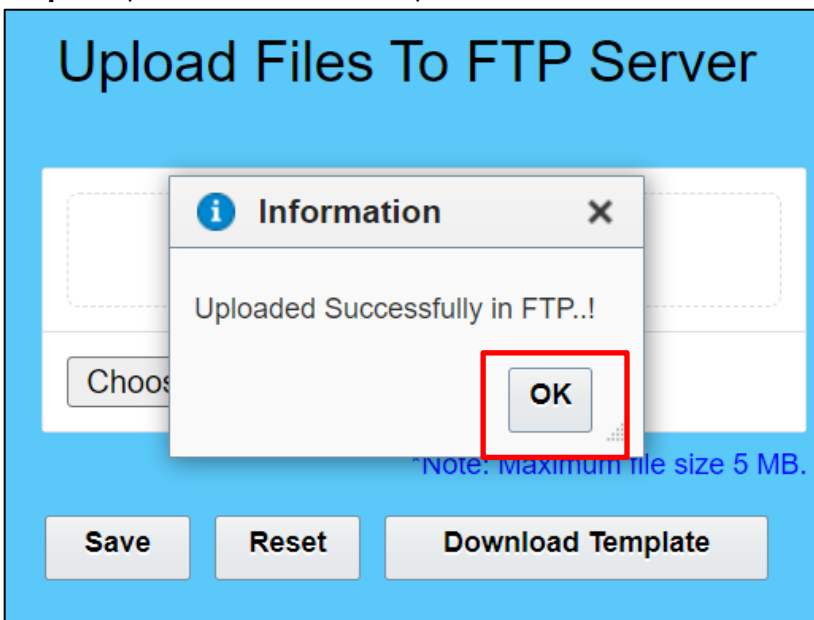 Upload Files To FTP Server
Information
Uploaded Successfully in FTP..!
OK
*Note: Maximum file size 5 MB.
Save Reset Download Template